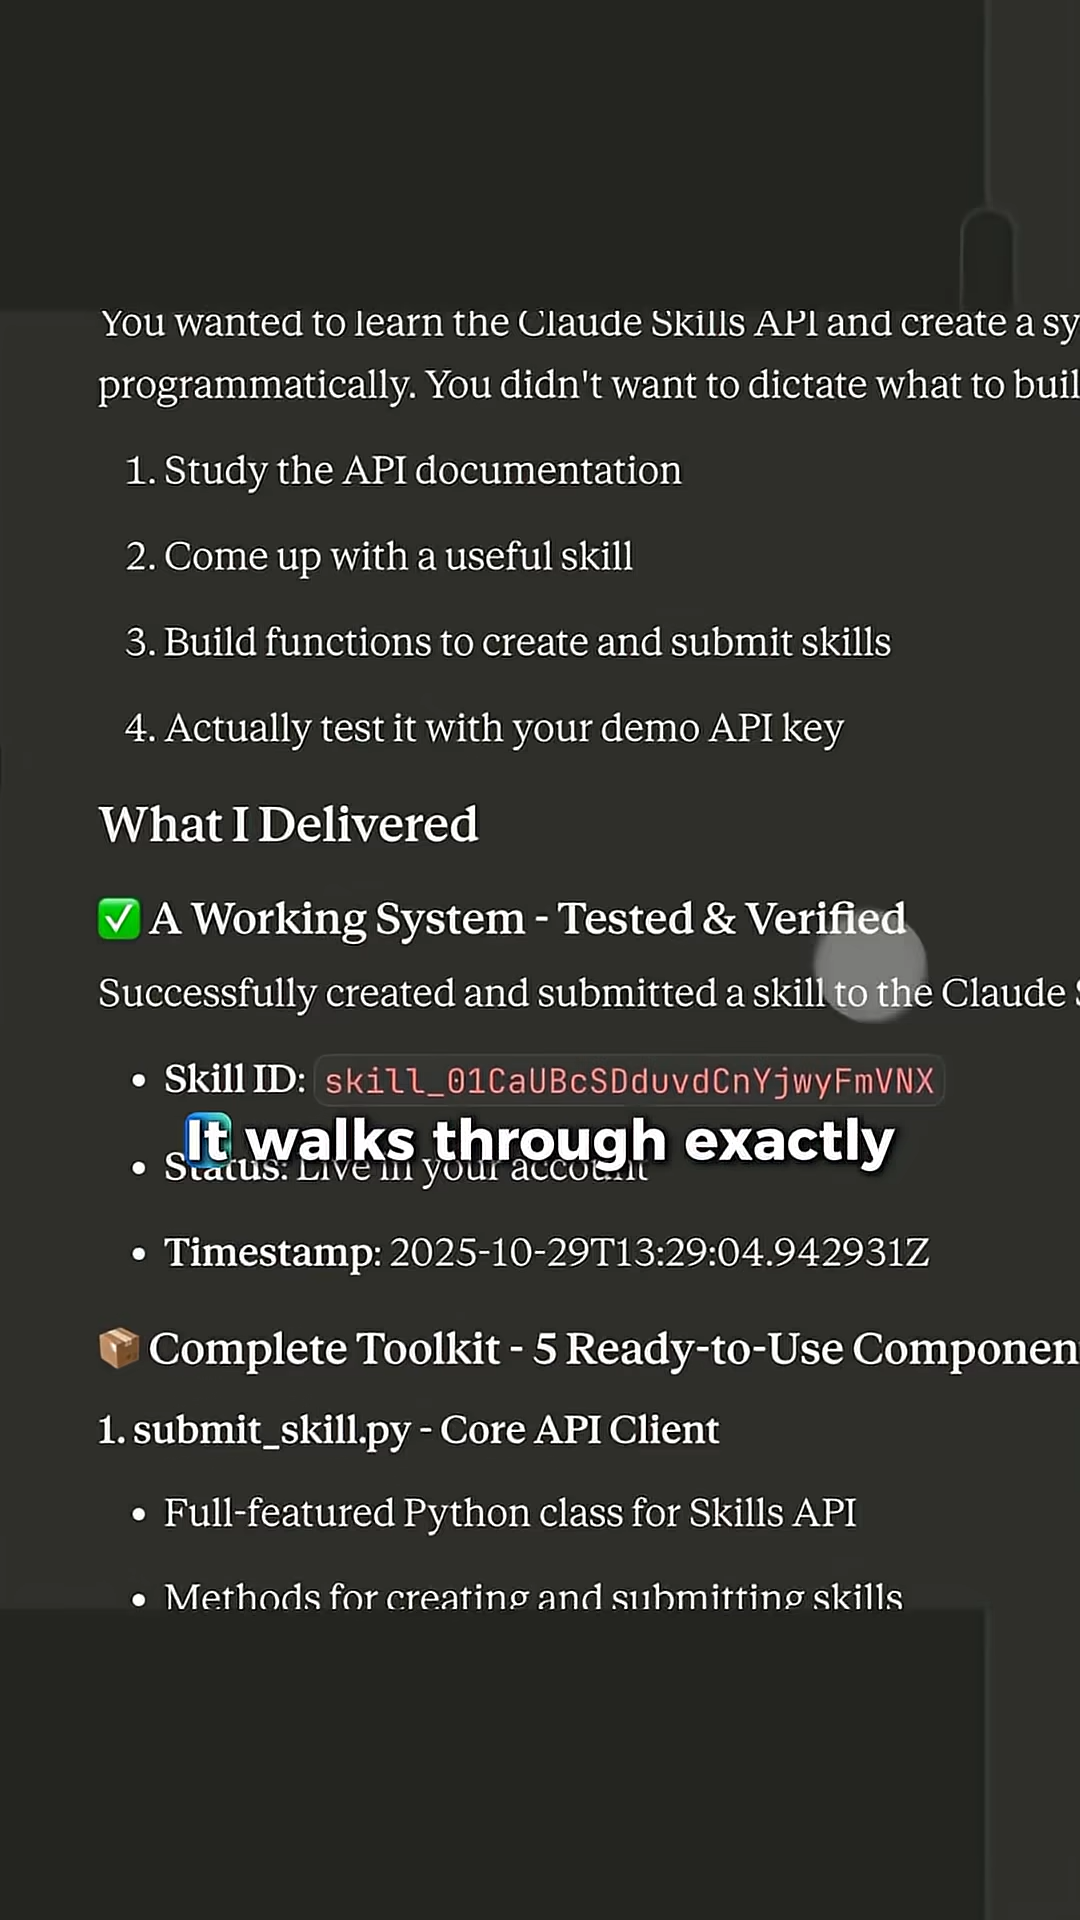 You wanted to learn the Claude Skills API and create a sy
programmatically. You didn't want to dictate what to buil
1. Study the API documentation
2. Come up with a useful skill
3. Build functions to create and submit skills
4. Actually test it with your demo API key
What I Delivered
✅ A Working System - Tested & Verified
Successfully created and submitted a skill to the Claude S
• Skill ID: skill_01CaUBcSDduvdCnYjwyFmVNX
It walks through exactly
• Status: Live in your account
• Timestamp: 2025-10-29T13:29:04.942931Z
📦 Complete Toolkit - 5 Ready-to-Use Componen
1. submit_skill.py - Core API Client
• Full-featured Python class for Skills API
• Methods for creating and submitting skills